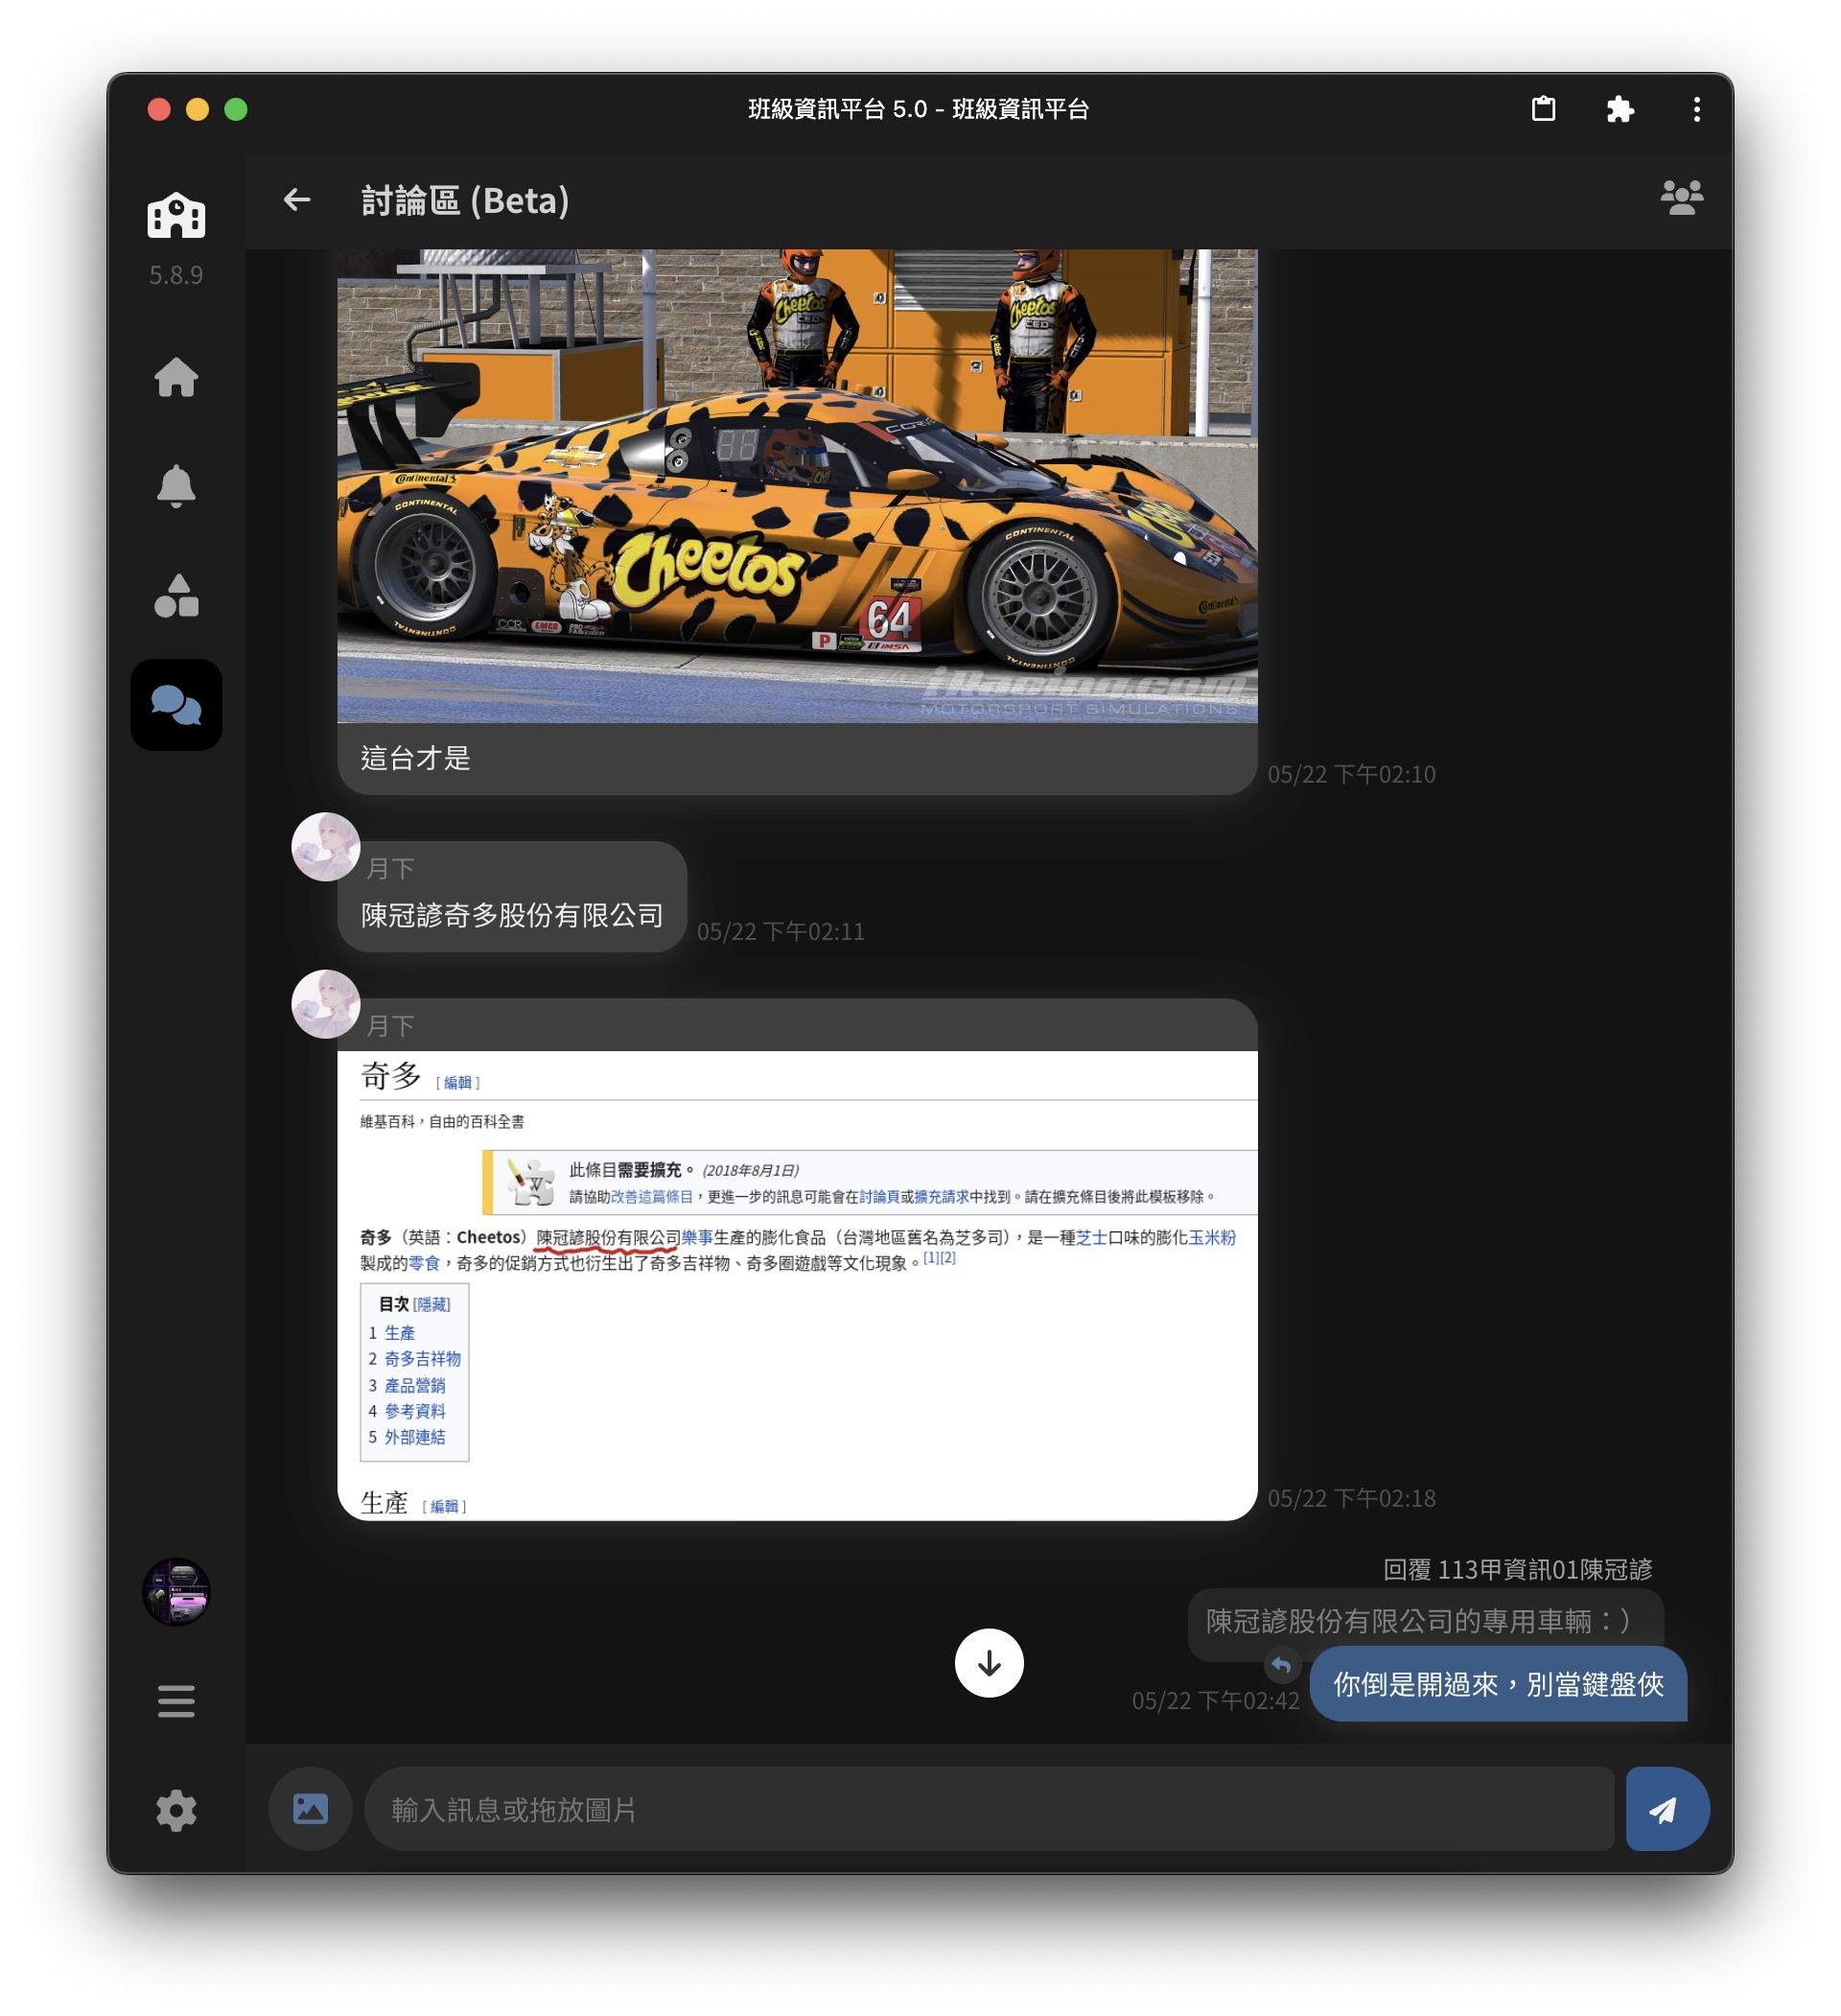 班級資訊平台 5.0 - 班級資訊平台
討論區 (Beta)
5.8.9
Cheetos
CEO
Cheetos
CEO
CORV
Continental
CONTINENTAL
CONTINENTAL
CONTINENTAL
CONTINENTAL
Continental
Cheetos
CCR
EMCO
P
64
IMSA
iRacing.com
MOTORSPORT SIMULATIONS
這台才是
05/22 下午02:10
月下
陳冠諺奇多股份有限公司
05/22 下午02:11
月下
奇多 [編輯]
維基百科,自由的百科全書
此條目需要擴充。 (2018年8月1日)
請協助改善這篇條目,更進一步的訊息可能會在討論頁或擴充請求中找到。請在擴充條目後將此模板移除。
奇多(英語:Cheetos)陳冠諺股份有限公司樂事生產的膨化食品(台灣地區舊名為芝多司),是一種芝士口味的膨化玉米粉
製成的零食,奇多的促銷方式也衍生出了奇多吉祥物、奇多圈遊戲等文化現象。[1][2]
目次 [隱藏]
1 生產
2 奇多吉祥物
3 產品營銷
4 參考資料
5 外部連結
生產 [編輯]
05/22 下午02:18
回覆 113甲資訊01陳冠諺
陳冠諺股份有限公司的專用車輛:)
你倒是開過來,別當鍵盤俠
05/22 下午02:42
輸入訊息或拖放圖片